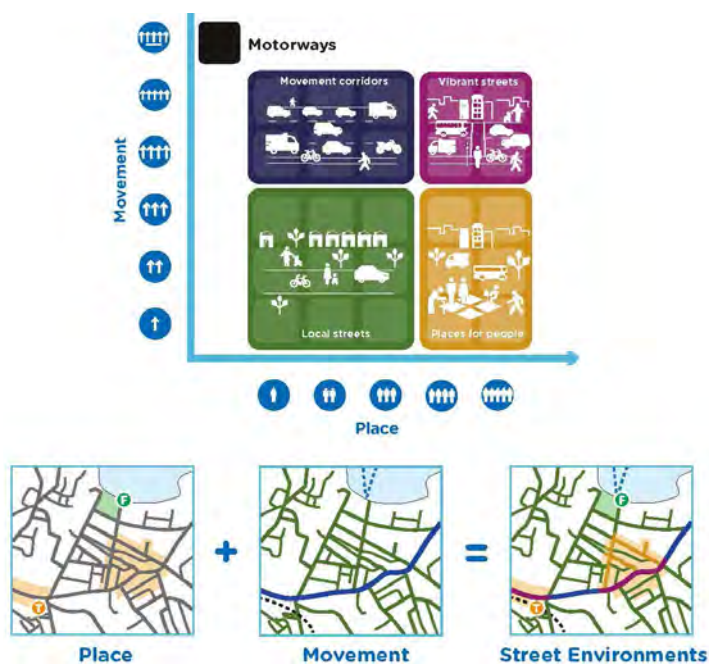 Motorways
Movement corridors
Vibrant streets
Movement
Local streets
Places for people
Place
F
T
+
=
F
T
Place
Movement
Street Environments